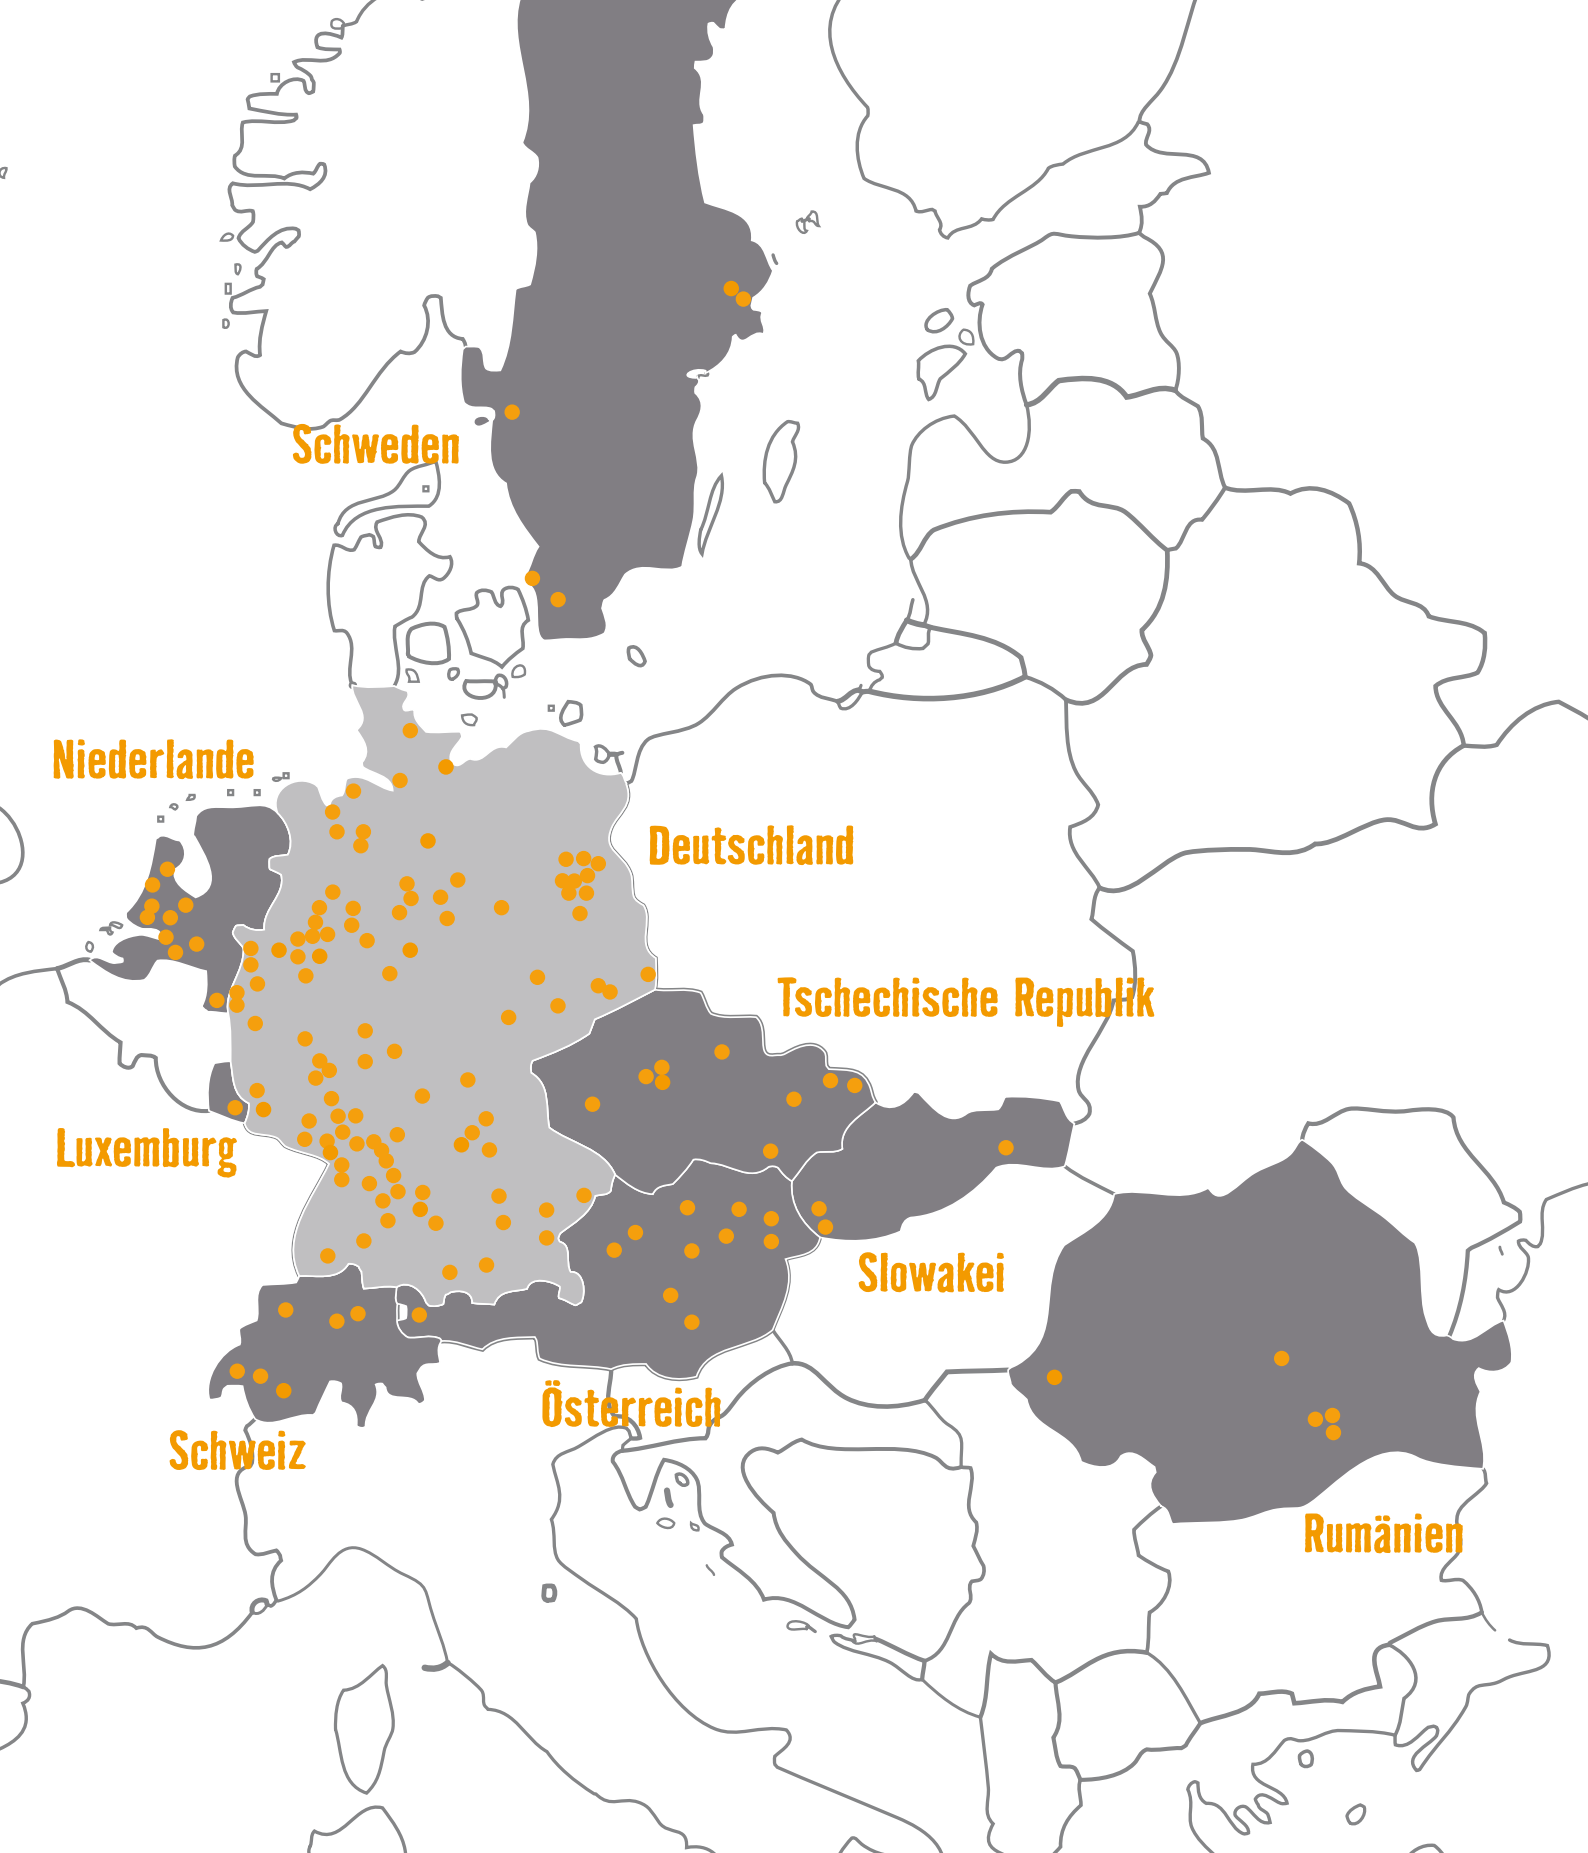 Schweden
Niederlande
Deutschland
Tschechische Republik
Luxemburg
Slowakei
Österreich
Schweiz
Rumänien